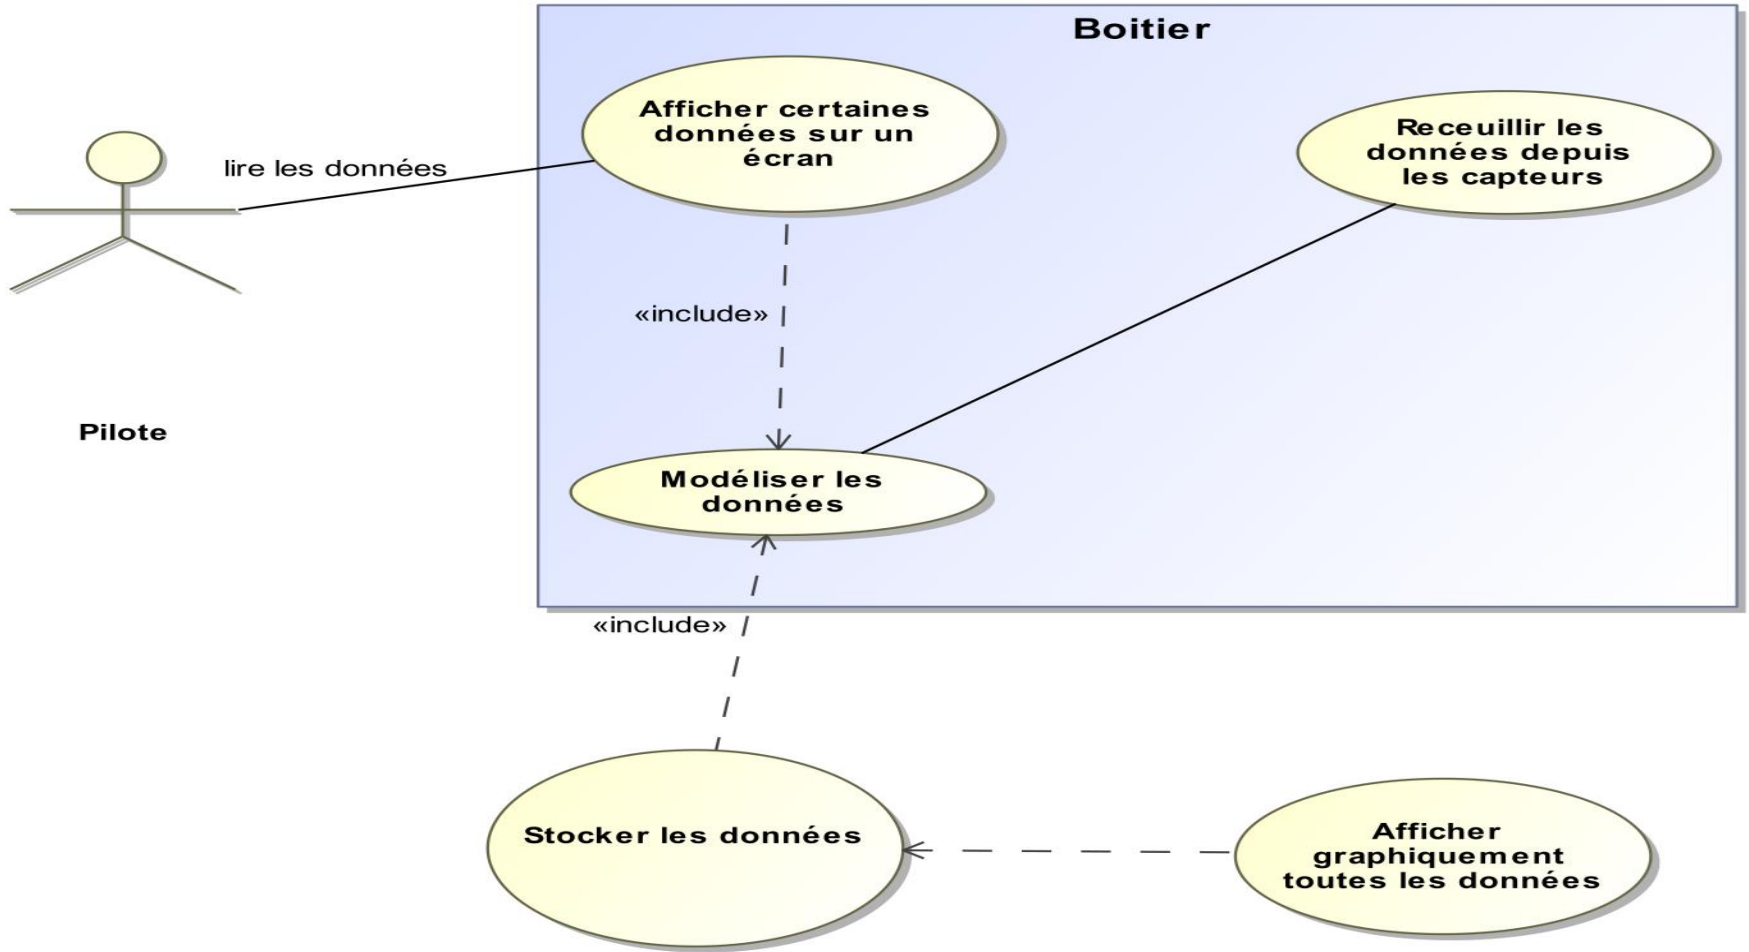 Boitier
Afficher certaines
données sur un
écran
Receuillir les
données depuis
les capteurs
lire les données
«include»
Pilote
Modéliser les
données
«include»
Stocker les données
Afficher
graphiquement
toutes les données